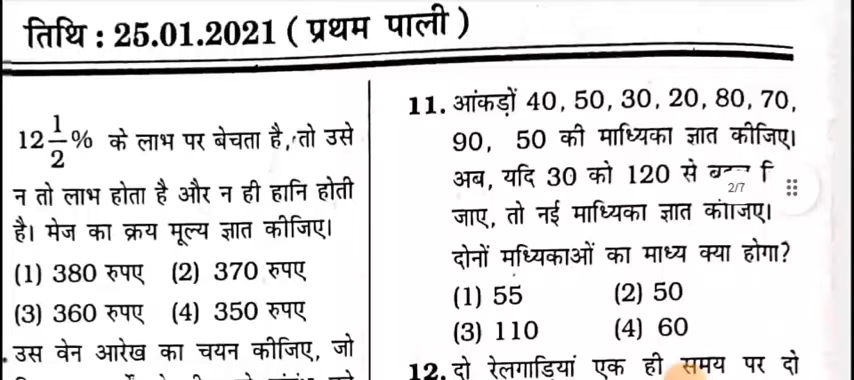 तिथि : 25.01.2021 ( प्रथम पाली )
12 1/2 % के लाभ पर बेचता है, तो उसे
न तो लाभ होता है और न ही हानि होती
है। मेज का क्रय मूल्य ज्ञात कीजिए।
(1) 380 रुपए (2) 370 रुपए
(3) 360 रुपए (4) 350 रुपए
उस वेन आरेख का चयन कीजिए, जो
11. आंकड़ों 40, 50, 30, 20, 80, 70,
90, 50 की माध्यिका ज्ञात कीजिए।
अब, यदि 30 को 120 से
2/7
जाए, तो नई माध्यिका ज्ञात कीजिए।
दोनों मध्यिकाओं का माध्य क्या होगा?
(1) 55 (2) 50
(3) 110 (4) 60
12. दो रेलगाडियां एक ही समय पर दो